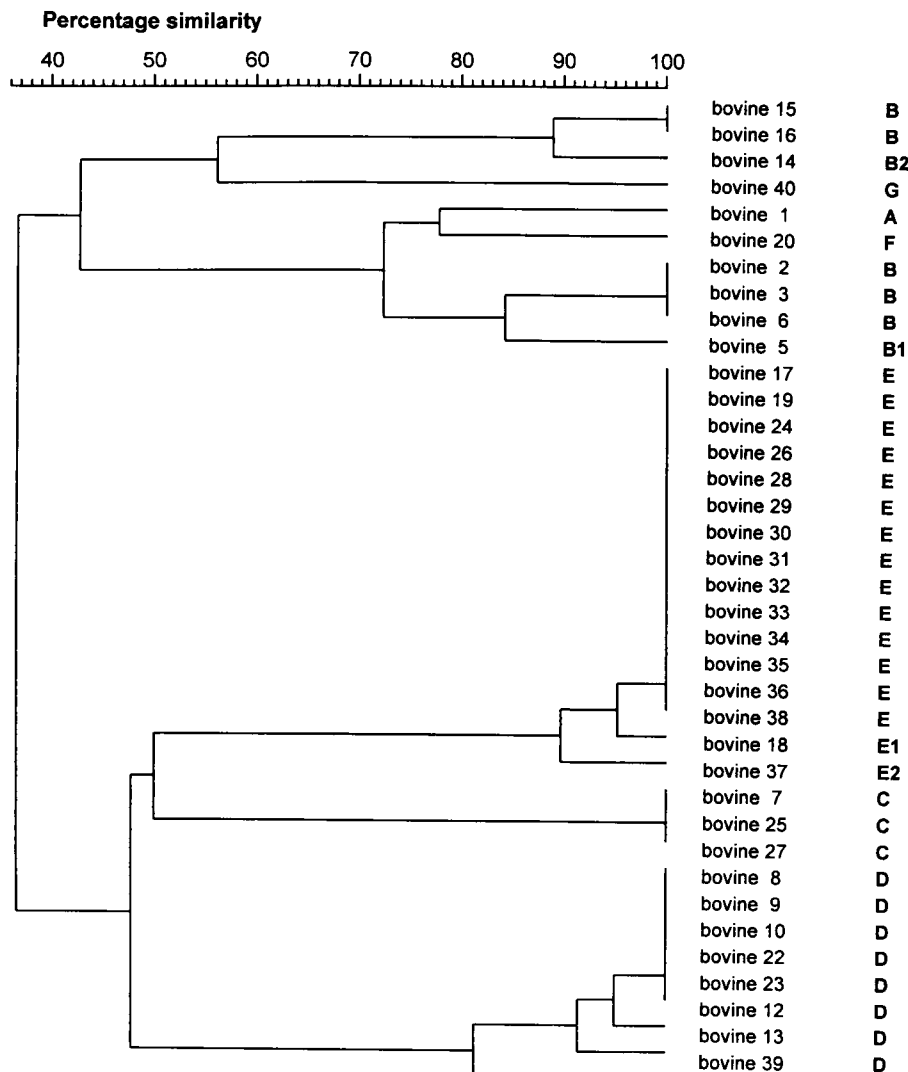 Percentage similarity
40 50 60 70 80 90 100
bovine 15 B
bovine 16 B
bovine 14 B2
bovine 40 G
bovine 1 A
bovine 20 F
bovine 2 B
bovine 3 B
bovine 6 B
bovine 5 B1
bovine 17 E
bovine 19 E
bovine 24 E
bovine 26 E
bovine 28 E
bovine 29 E
bovine 30 E
bovine 31 E
bovine 32 E
bovine 33 E
bovine 34 E
bovine 35 E
bovine 36 E
bovine 38 E
bovine 18 E1
bovine 37 E2
bovine 7 C
bovine 25 C
bovine 27 C
bovine 8 D
bovine 9 D
bovine 10 D
bovine 22 D
bovine 23 D
bovine 12 D
bovine 13 D
bovine 39 D